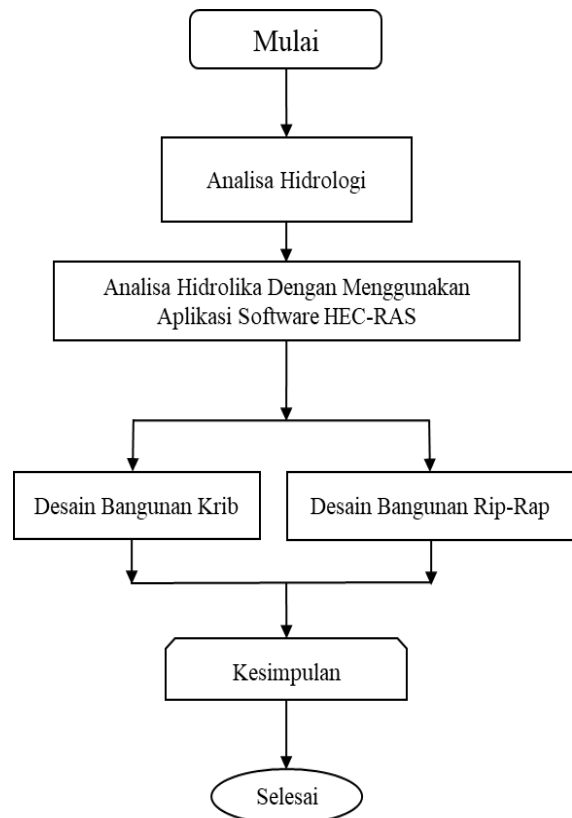 Mulai
Analisa Hidrologi
Analisa Hidrolika Dengan Menggunakan
Aplikasi Software HEC-RAS
Desain Bangunan Krib
Desain Bangunan Rip-Rap
Kesimpulan
Selesai